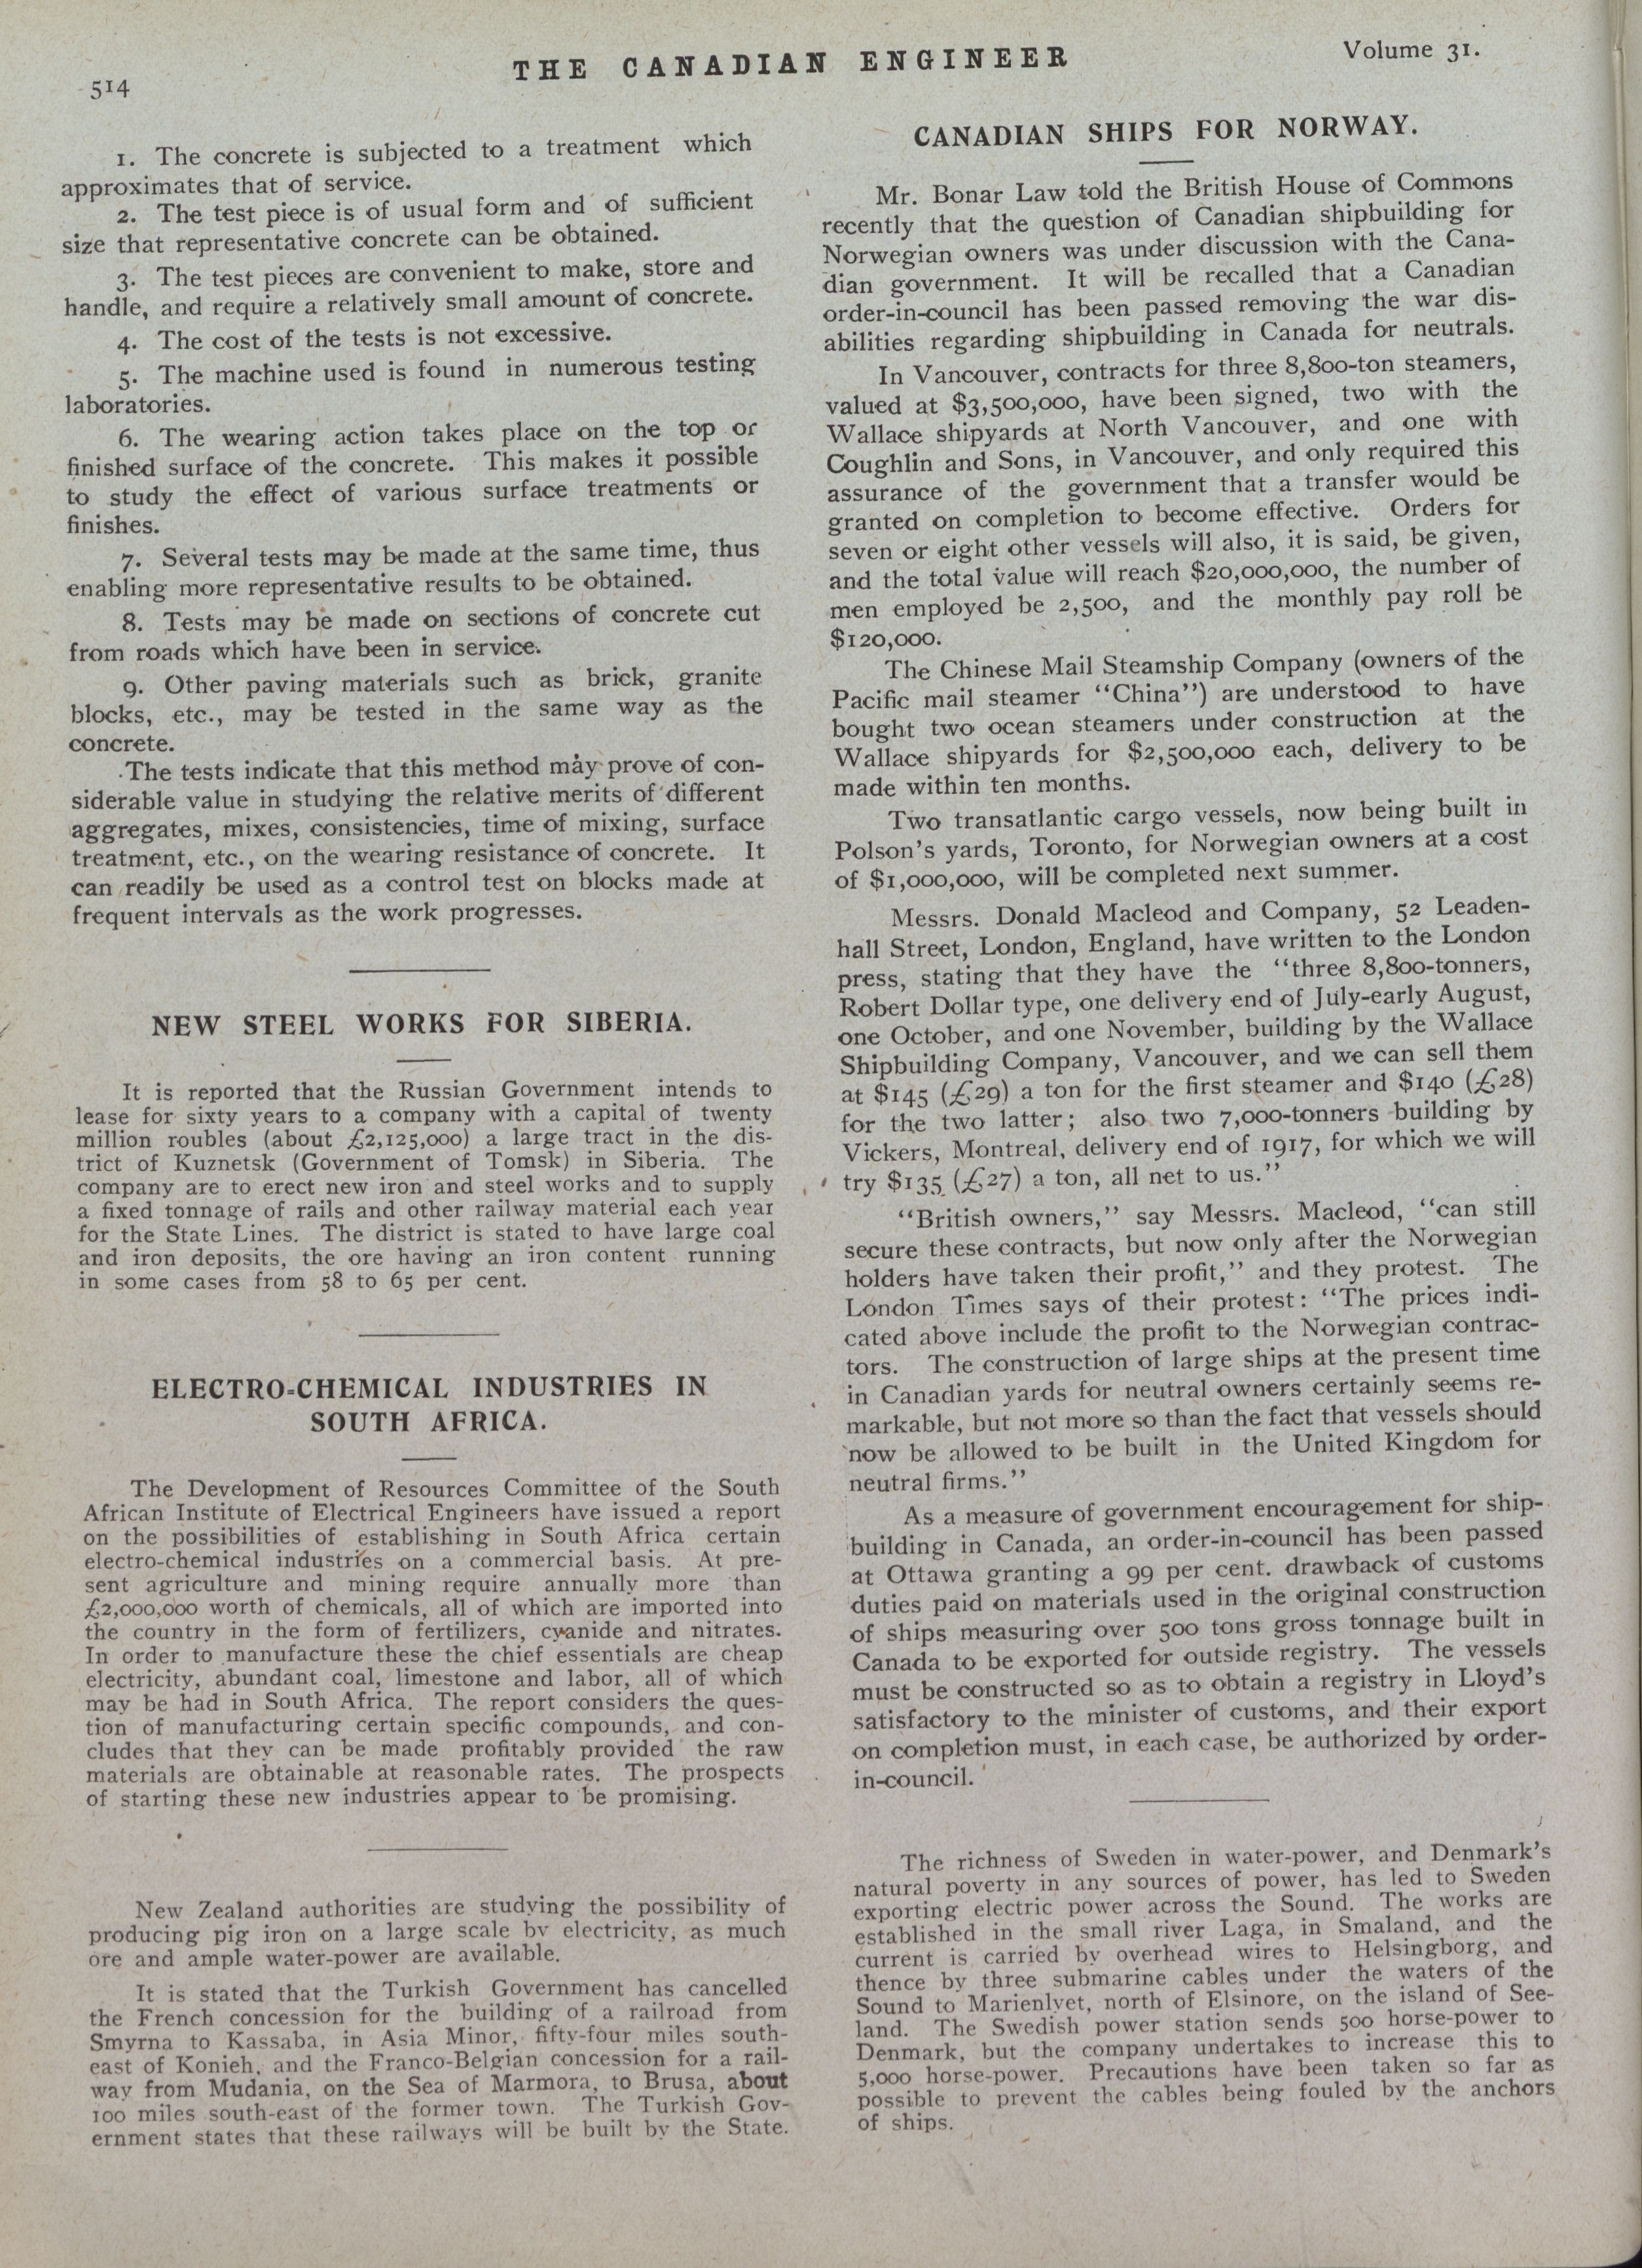 514
THE CANADIAN ENGINEER
Volume 31.
1. The concrete is subjected to a treatment which
approximates that of service.
2. The test piece is of usual form and of sufficient
size that representative concrete can be obtained.
3. The test pieces are convenient to make, store and
handle, and require a relatively small amount of concrete.
4. The cost of the tests is not excessive.
5. The machine used is found in numerous testing
laboratories.
6. The wearing action takes place on the top or
finished surface of the concrete. This makes it possible
to study the effect of various surface treatments or
finishes.
7. Several tests may be made at the same time, thus
enabling more representative results to be obtained.
8. Tests may be made on sections of concrete cut
from roads which have been in service.
9. Other paving materials such as brick, granite
blocks, etc., may be tested in the same way as the
concrete.
The tests indicate that this method may prove of con-
siderable value in studying the relative merits of different
aggregates, mixes, consistencies, time of mixing, surface
treatment, etc., on the wearing resistance of concrete. It
can readily be used as a control test on blocks made at
frequent intervals as the work progresses.
NEW STEEL WORKS FOR SIBERIA.
It is reported that the Russian Government intends to
lease for sixty years to a company with a capital of twenty
million roubles (about £2,125,000) a large tract in the dis-
trict of Kuznetsk (Government of Tomsk) in Siberia. The
company are to erect new iron and steel works and to supply
a fixed tonnage of rails and other railway material each year
for the State Lines. The district is stated to have large coal
and iron deposits, the ore having an iron content running
in some cases from 58 to 65 per cent.
ELECTRO-CHEMICAL INDUSTRIES IN
SOUTH AFRICA.
The Development of Resources Committee of the South
African Institute of Electrical Engineers have issued a report
on the possibilities of establishing in South Africa certain
electro-chemical industries on a commercial basis. At pre-
sent agriculture and mining require annually more than
£2,000,000 worth of chemicals, all of which are imported into
the country in the form of fertilizers, cyanide and nitrates.
In order to manufacture these the chief essentials are cheap
electricity, abundant coal, limestone and labor, all of which
may be had in South Africa. The report considers the ques-
tion of manufacturing certain specific compounds, and con-
cludes that they can be made profitably provided the raw
materials are obtainable at reasonable rates. The prospects
of starting these new industries appear to be promising.
New Zealand authorities are studying the possibility of
producing pig iron on a large scale by electricity, as much
ore and ample water-power are available.
It is stated that the Turkish Government has cancelled
the French concession for the building of a railroad from
Smyrna to Kassaba, in Asia Minor, fifty-four miles south-
east of Konieh, and the Franco-Belgian concession for a rail-
way from Mudania, on the Sea of Marmora, to Brusa, about
100 miles south-east of the former town. The Turkish Gov-
ernment states that these railways will be built by the State.
CANADIAN SHIPS FOR NORWAY.
Mr. Bonar Law told the British House of Commons
recently that the question of Canadian shipbuilding for
Norwegian owners was under discussion with the Cana-
dian government. It will be recalled that a Canadian
order-in-council has been passed removing the war dis-
abilities regarding shipbuilding in Canada for neutrals.
In Vancouver, contracts for three 8,800-ton steamers,
valued at $3,500,000, have been signed, two with the
Wallace shipyards at North Vancouver, and one with
Coughlin and Sons, in Vancouver, and only required this
assurance of the government that a transfer would be
granted on completion to become effective. Orders for
seven or eight other vessels will also, it is said, be given,
and the total value will reach $20,000,000, the number of
men employed be 2,500, and the monthly pay roll be
$120,000.
The Chinese Mail Steamship Company (owners of the
Pacific mail steamer "China") are understood to have
bought two ocean steamers under construction at the
Wallace shipyards for $2,500,000 each, delivery to be
made within ten months.
Two transatlantic cargo vessels, now being built in
Polson's yards, Toronto, for Norwegian owners at a cost
of $1,000,000, will be completed next summer.
Messrs. Donald Macleod and Company, 52 Leaden-
hall Street, London, England, have written to the London
press, stating that they have the "three 8,800-tonners,
Robert Dollar type, one delivery end of July-early August,
one October, and one November, building by the Wallace
Shipbuilding Company, Vancouver, and we can sell them
at $145 (£29) a ton for the first steamer and $140 (£28)
for the two latter; also two 7,000-tonners building by
Vickers, Montreal, delivery end of 1917, for which we will
try $135 (£27) a ton, all net to us."
"British owners," say Messrs. Macleod, "can still
secure these contracts, but now only after the Norwegian
holders have taken their profit," and they protest. The
London Times says of their protest: "The prices indi-
cated above include the profit to the Norwegian contrac-
tors. The construction of large ships at the present time
in Canadian yards for neutral owners certainly seems re-
markable, but not more so than the fact that vessels should
now be allowed to be built in the United Kingdom for
neutral firms."
As a measure of government encouragement for ship-
building in Canada, an order-in-council has been passed
at Ottawa granting a 99 per cent. drawback of customs
duties paid on materials used in the original construction
of ships measuring over 500 tons gross tonnage built in
Canada to be exported for outside registry. The vessels
must be constructed so as to obtain a registry in Lloyd's
satisfactory to the minister of customs, and their export
on completion must, in each case, be authorized by order-
in-council.
The richness of Sweden in water-power, and Denmark's
natural poverty in any sources of power, has led to Sweden
exporting electric power across the Sound. The works are
established in the small river Laga, in Smaland, and the
current is carried by overhead wires to Helsingborg, and
thence by three submarine cables under the waters of the
Sound to Marienlyet, north of Elsinore, on the island of See-
land. The Swedish power station sends 500 horse-power to
Denmark, but the company undertakes to increase this to
5,000 horse-power. Precautions have been taken so far as
possible to prevent the cables being fouled by the anchors
of ships.